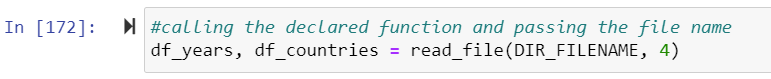 In [172]: #calling the declared function and passing the file name
df_years, df_countries = read_file(DIR_FILENAME, 4)